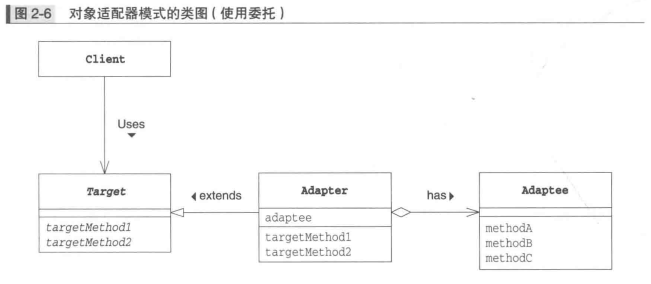 图 2-6 对象适配器模式的类图（使用委托）
Client
Uses
Target
targetMethod1
targetMethod2
extends
Adapter
adaptee
targetMethod1
targetMethod2
has
Adaptee
methodA
methodB
methodC